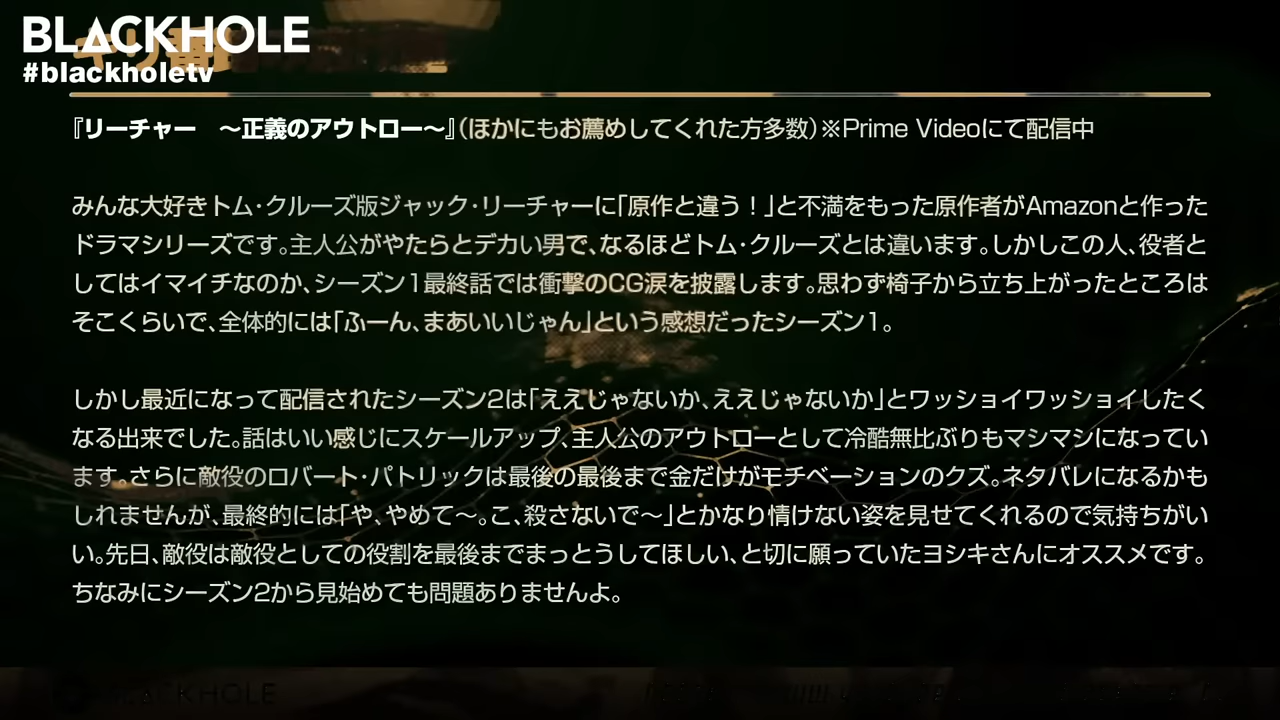 BLACKHOLE
#blackholetv
『リーチャー　～正義のアウトロー～』（ほかにもお薦めしてくれた方多数）※Prime Videoにて配信中
みんな大好きトム・クルーズ版ジャック・リーチャーに「原作と違う！」と不満をもった原作者がAmazonと作った
ドラマシリーズです。主人公がやたらとデカい男で、なるほどトム・クルーズとは違います。しかしこの人、役者と
してはイマイチなのか、シーズン1最終話では衝撃のCG涙を披露します。思わず椅子から立ち上がったところは
そこくらいで、全体的には「ふーん、まあいいじゃん」という感想だったシーズン1。
しかし最近になって配信されたシーズン2は「ええじゃないか、ええじゃないか」とワッショイワッショイしたく
なる出来でした。話はいい感じにスケールアップ、主人公のアウトローとして冷酷無比ぶりもマシマシになってい
ます。さらに敵役のロバート・パトリックは最後の最後まで金だけがモチベーションのクズ。ネタバレになるかも
しれませんが、最終的には「や、やめて～。こ、殺さないで～」とかなり情けない姿を見せてくれるので気持ちがい
い。先日、敵役は敵役としての役割を最後までまっとうしてほしい、と切に願っていたヨシキさんにオススメです。
ちなみにシーズン2から見始めても問題ありませんよ。
BLACKHOLE